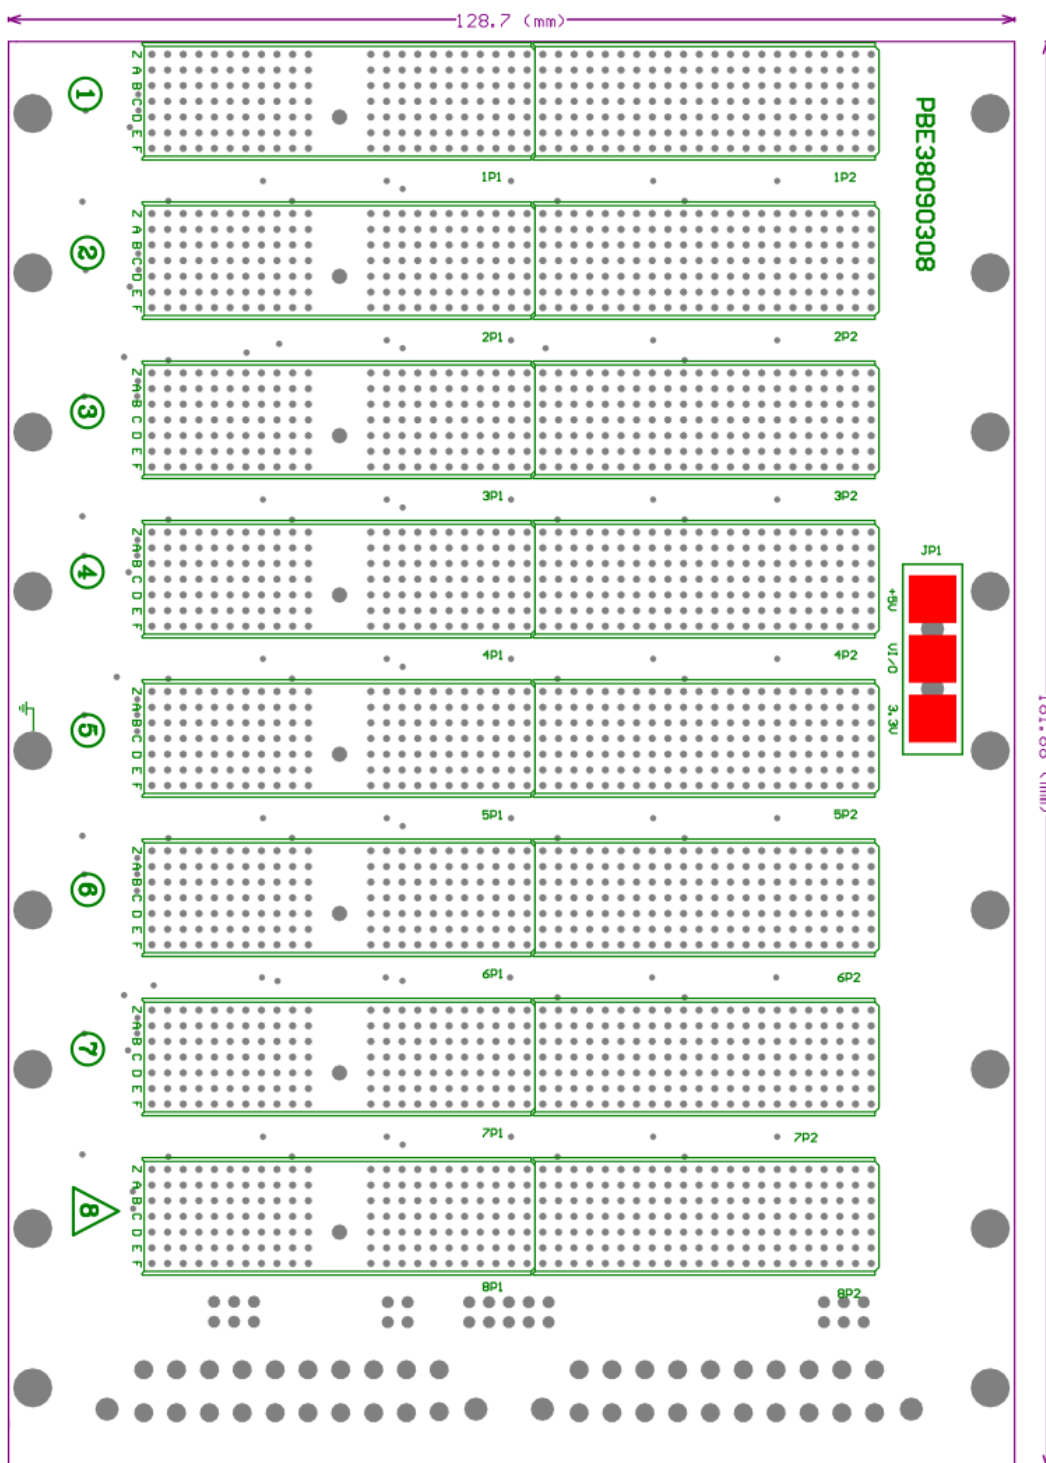 128.7 (mm)
PBE38090308
1
Z
A
B
C
D
E
F
1P1
1P2
2
Z
A
B
C
D
E
F
2P1
2P2
3
Z
A
B
C
D
E
F
3P1
3P2
4
Z
A
B
C
D
E
F
4P1
4P2
JP1
+5V
VI/O
3.3V
5
Z
A
B
C
D
E
F
5P1
5P2
6
Z
A
B
C
D
E
F
6P1
6P2
7
Z
A
B
C
D
E
F
7P1
7P2
8
Z
A
B
C
D
E
F
8P1
8P2